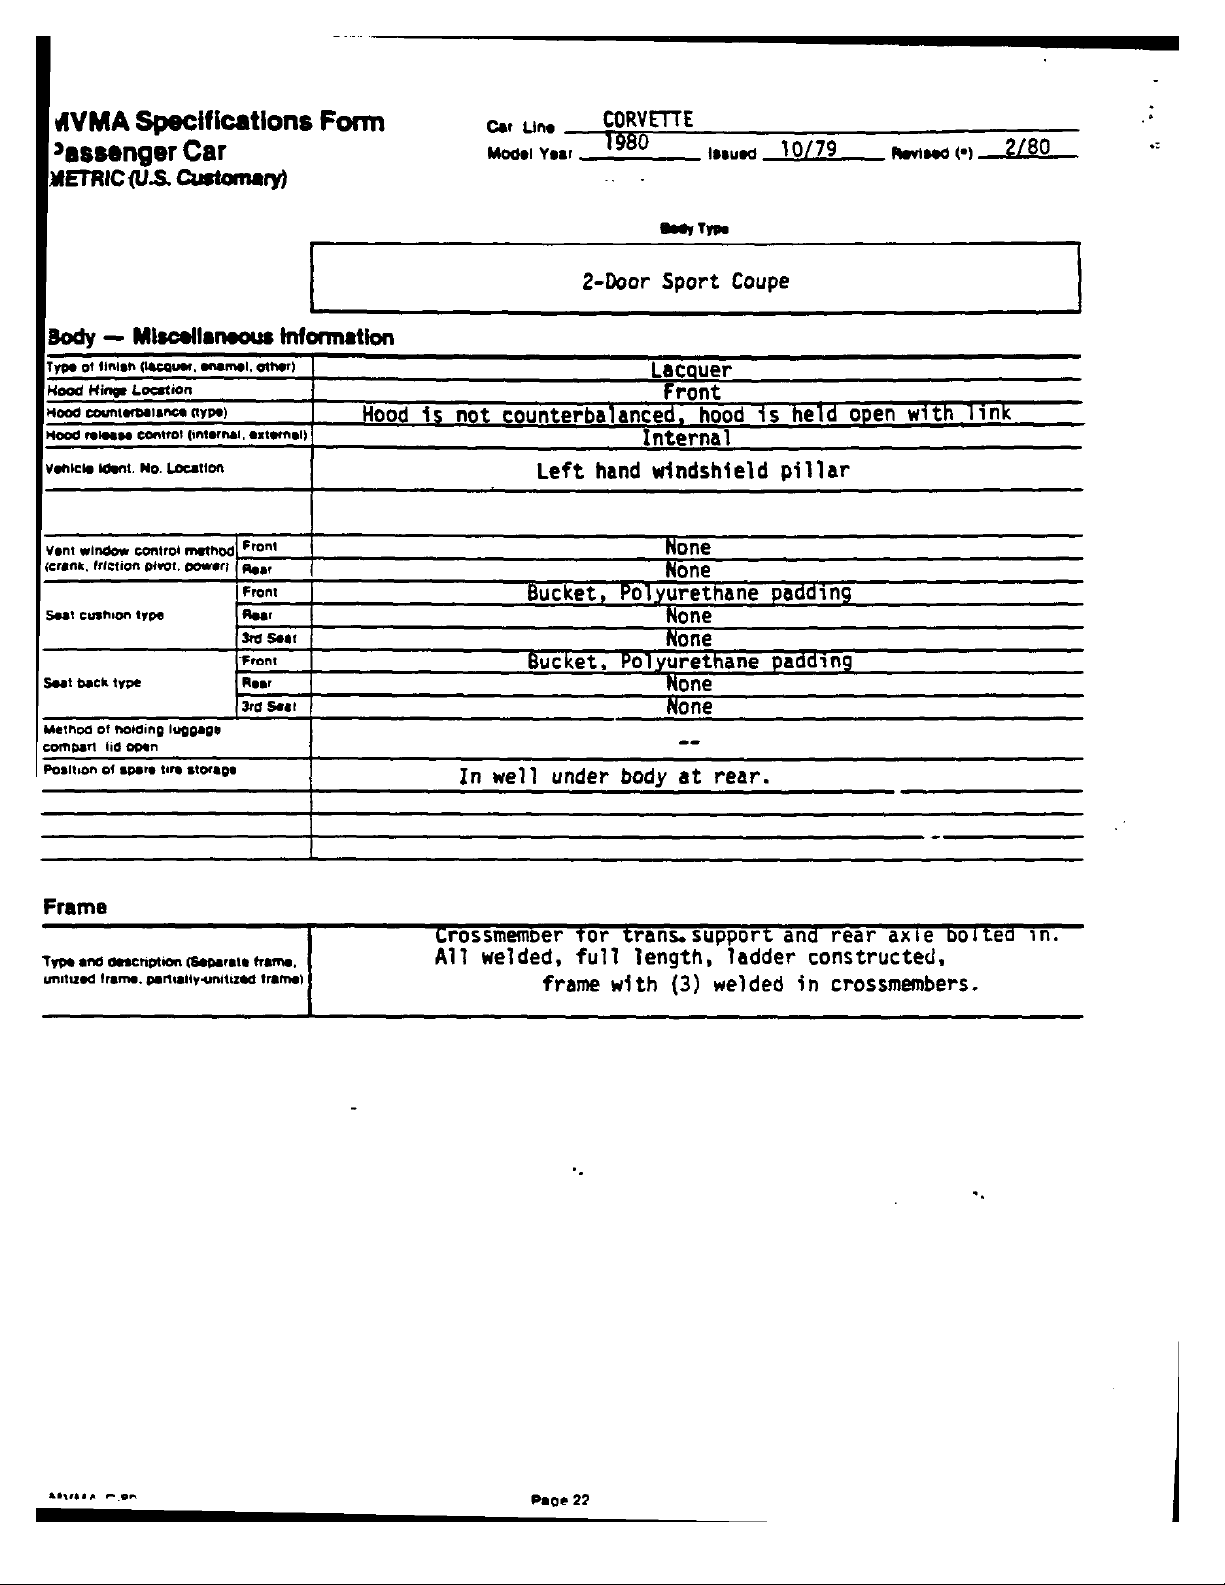 MVMA Specifications Form
Passenger Car
METRIC (U.S. Customary)
Car Line CORVETTE
Model Year 1980 Issued 10/79 Revised (•) 2/80
Body Type
2-Door Sport Coupe
Body — Miscellaneous Information
Type of finish (lacquer, enamel, other) Lacquer
Hood Hinge Location Front
Hood counterbalance (type) Hood is not counterbalanced, hood is held open with link
Hood release control (internal, external) Internal
Vehicle Ident. No. Location Left hand windshield pillar
Vent window control method Front None
(crank, friction pivot, power) Rear None
Front Bucket, Polyurethane padding
Seat cushion type Rear None
3rd Seat None
Front Bucket, Polyurethane padding
Seat back type Rear None
3rd Seat None
Method of holding luggage
compart. lid open --
Position of spare tire storage In well under body at rear.
Frame
Crossmember for trans. support and rear axle bolted in.
Type and description (Separate frame, All welded, full length, ladder constructed,
unitized frame, partially-unitized frame) frame with (3) welded in crossmembers.
Page 22